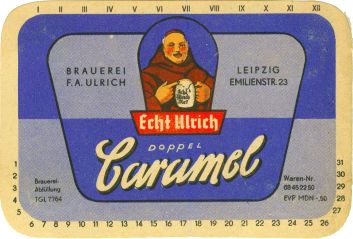 I II III IV V VI VII VIII IX X XI XII
BRAUEREI
F.A. ULRICH
LEIPZIG
EMILIENSTR. 23
Echt Ulrich
DOPPEL
Caramel
Brauerei-
Abfüllung
TGL 7764
Waren-Nr.
68 45 22 50
EVP MDN -,50
1
2
3
4
5
6 7 8 9 10 11 12 13 14 15 16 17 18 19 20 21 22 23 24 25 26
31
30
29
28
27